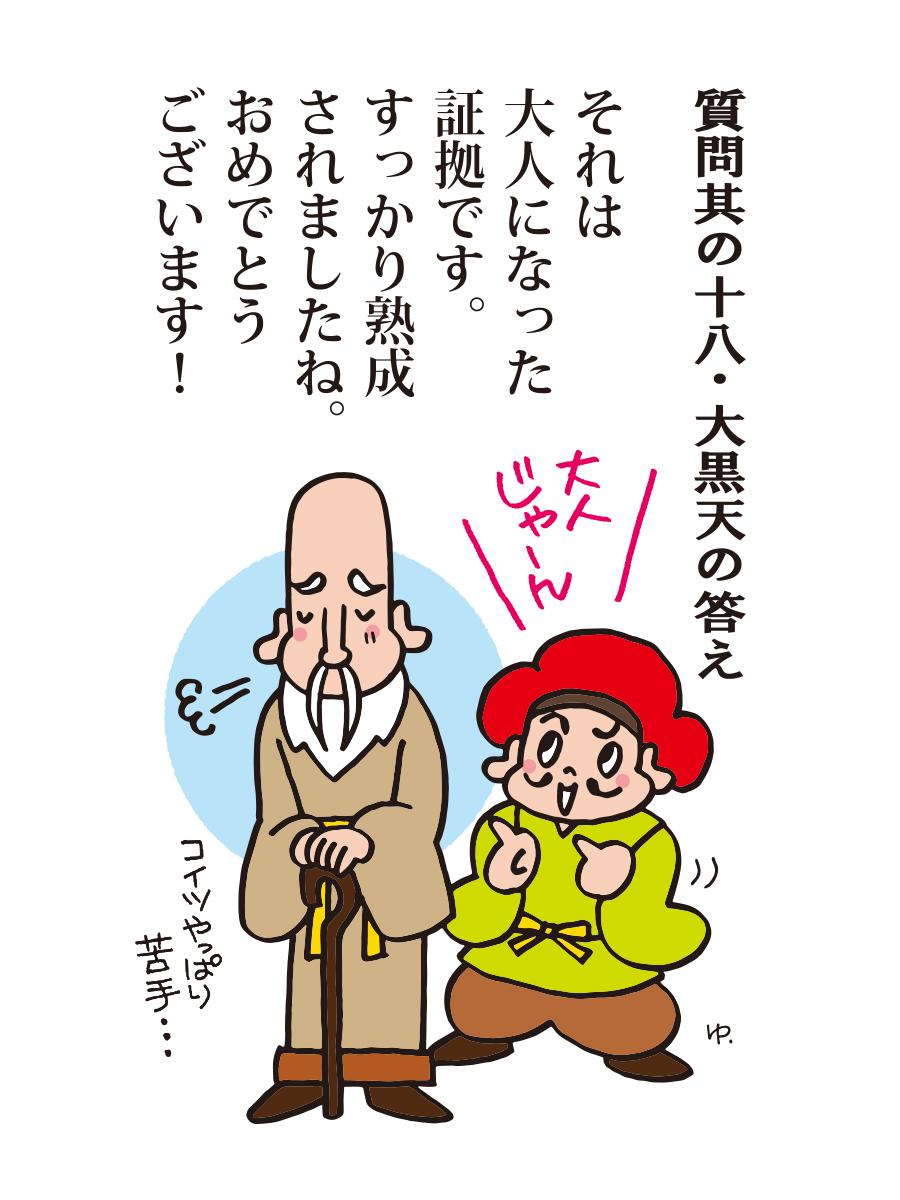 質問其の十八・大黒天の答え
それは
大人になった
証拠です。
すっかり熟成
されましたね。
おめでとう
ございます！
大人
じゃーん
コイツやっぱり
苦手…
ゆ.